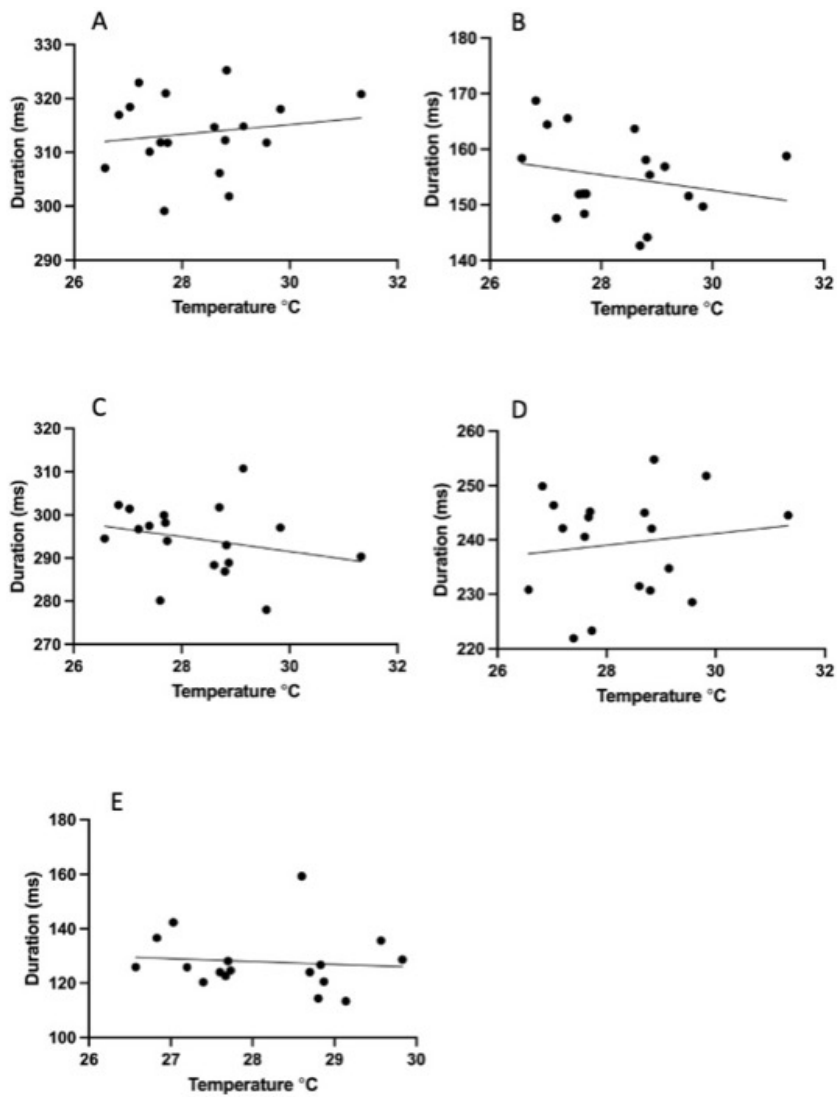 A
330
320
310
300
290
Duration (ms)
26 28 30 32
Temperature °C
B
180
170
160
150
140
Duration (ms)
26 28 30 32
Temperature °C
C
320
310
300
290
280
270
Duration (ms)
26 28 30 32
Temperature °C
D
260
250
240
230
220
Duration (ms)
26 28 30 32
Temperature °C
E
180
160
140
120
100
Duration (ms)
26 27 28 29 30
Temperature °C